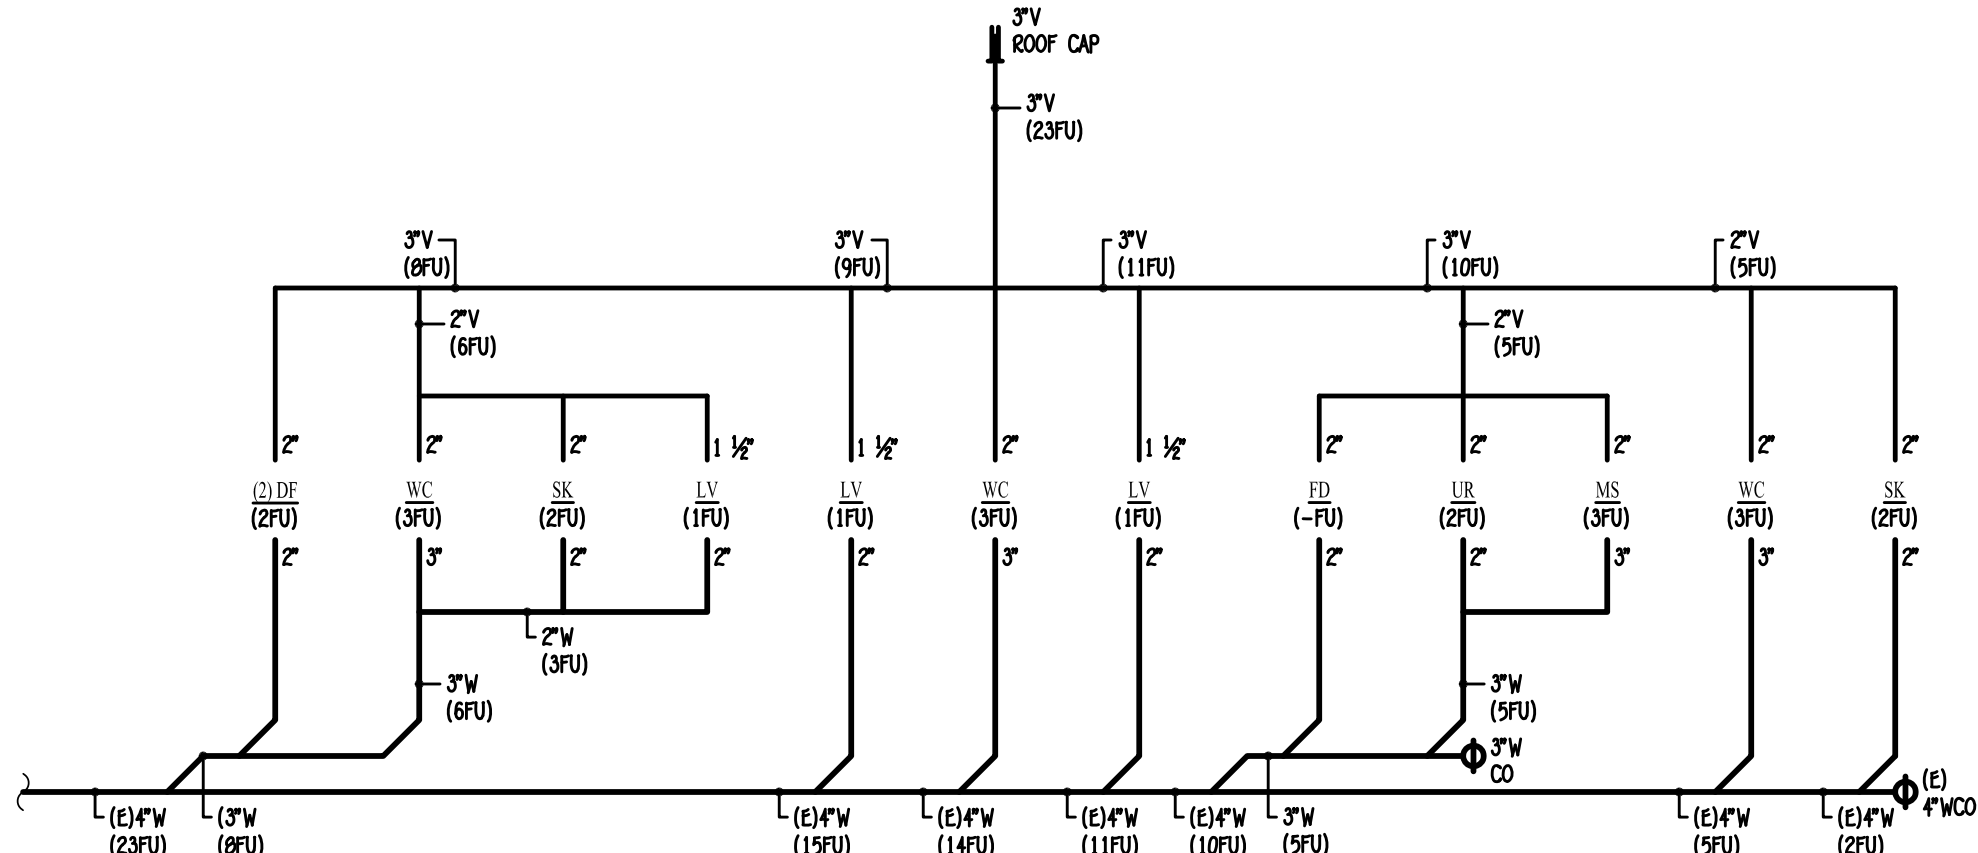 3"V
ROOF CAP
3"V
(23FU)
3"V
(8FU)
3"V
(9FU)
3"V
(11FU)
3"V
(10FU)
2"V
(5FU)
2"V
(6FU)
2"V
(5FU)
2"
2"
2"
1 ½"
1 ½"
2"
1 ½"
2"
2"
2"
2"
2"
(2) DF
(2FU)
WC
(3FU)
SK
(2FU)
LV
(1FU)
LV
(1FU)
WC
(3FU)
LV
(1FU)
FD
(-FU)
UR
(2FU)
MS
(3FU)
WC
(3FU)
SK
(2FU)
2"
3"
2"
2"
2"
3"
2"
2"
2"
3"
3"
2"
2"W
(3FU)
3"W
(6FU)
3"W
(5FU)
3"W
CO
(E)
4"WCO
(E)4"W
(23FU)
(3"W
(8FU)
(E)4"W
(15FU)
(E)4"W
(14FU)
(E)4"W
(11FU)
(E)4"W
(10FU)
3"W
(5FU)
(E)4"W
(5FU)
(E)4"W
(2FU)